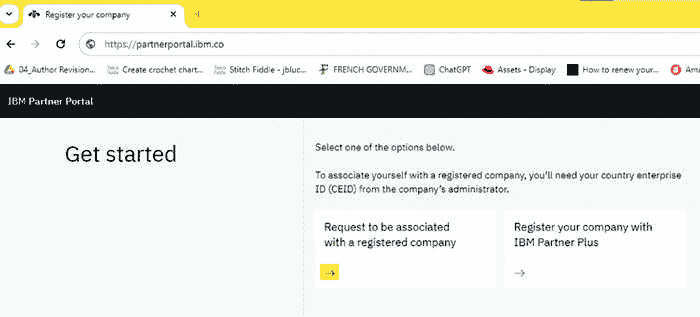 Register your company
https://partnerportal.ibm.co
04_Author Revision... Create crochet chart... Stitch Fiddle - jbluc... FRENCH GOVERNM... ChatGPT Assets - Display How to renew your... Ama
IBM Partner Portal
Get started
Select one of the options below.
To associate yourself with a registered company, you'll need your country enterprise
ID (CEID) from the company's administrator.
Request to be associated
with a registered company
Register your company with
IBM Partner Plus